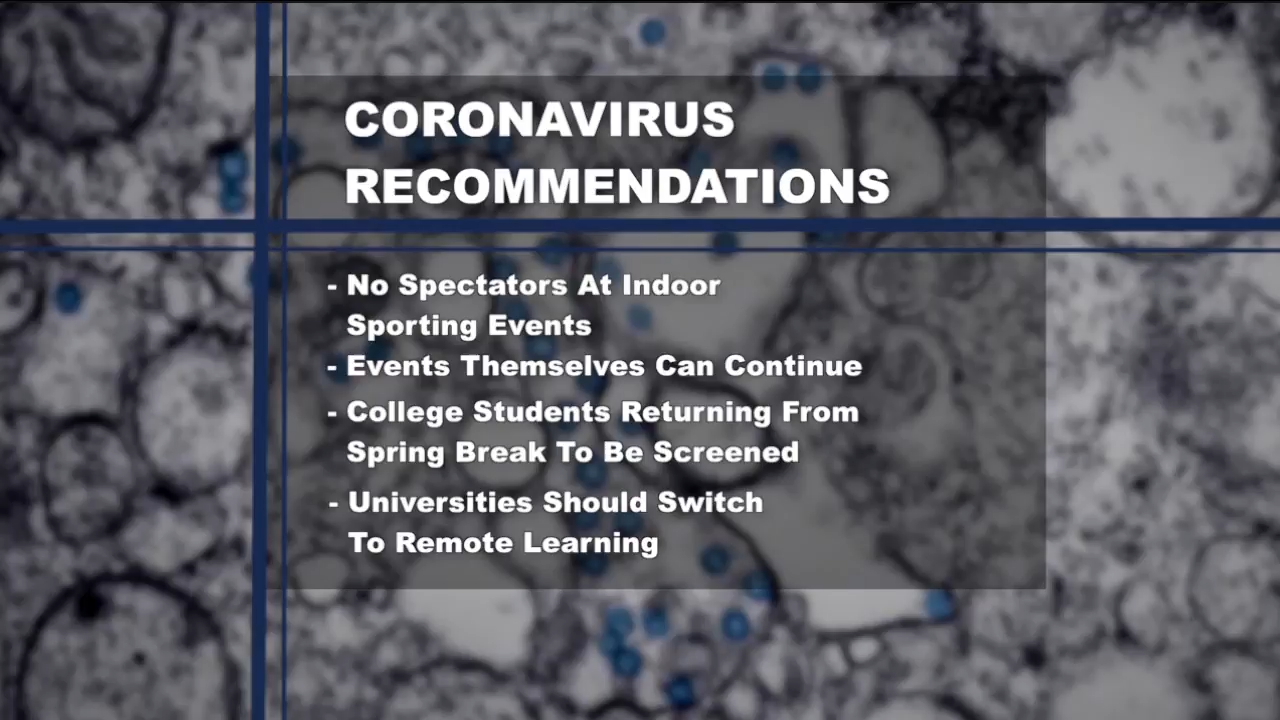 CORONAVIRUS
RECOMMENDATIONS
- No Spectators At Indoor
Sporting Events
- Events Themselves Can Continue
- College Students Returning From
Spring Break To Be Screened
- Universities Should Switch
To Remote Learning